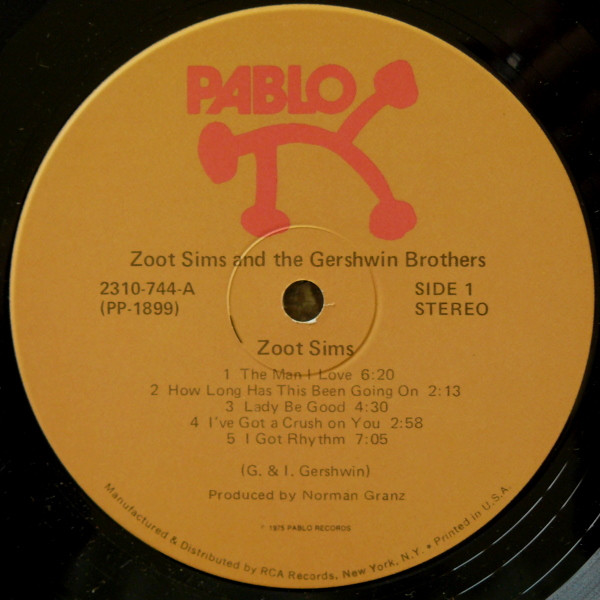 PABLO
Zoot Sims and the Gershwin Brothers
2310-744-A
(PP-1899)
SIDE 1
STEREO
Zoot Sims
1 The Man I Love 6:20
2 How Long Has This Been Going On 2:13
3 Lady Be Good 4:30
4 I've Got a Crush on You 2:58
5 I Got Rhythm 7:05
(G. & I. Gershwin)
Produced by Norman Granz
℗ 1975 PABLO RECORDS
Manufactured & Distributed by RCA Records, New York, N.Y. • Printed in U.S.A.